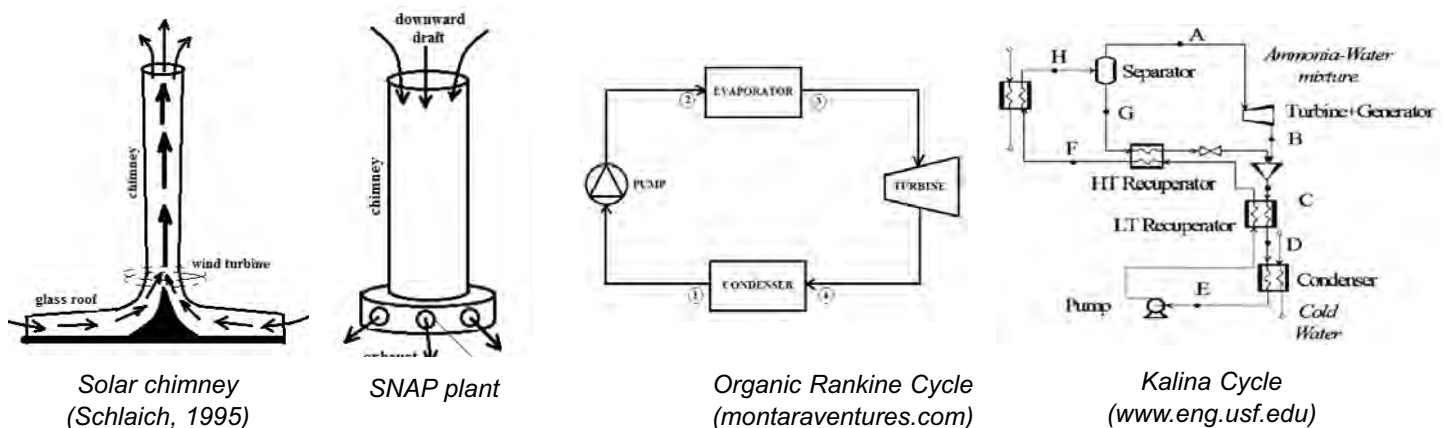 chimney
wind turbine
glass roof
Solar chimney
(Schlaich, 1995)
downward
draft
chimney
exhaust
SNAP plant
EVAPORATOR
2
3
PUMP
TURBINE
CONDENSER
1
4
Organic Rankine Cycle
(montaraventures.com)
A
H
Separator
Ammonia-Water
mixture
G
Turbine+Generator
B
F
HT Recuperator
C
LT Recuperator
D
Condenser
E
Pump
Cold
Water
Kalina Cycle
(www.eng.usf.edu)